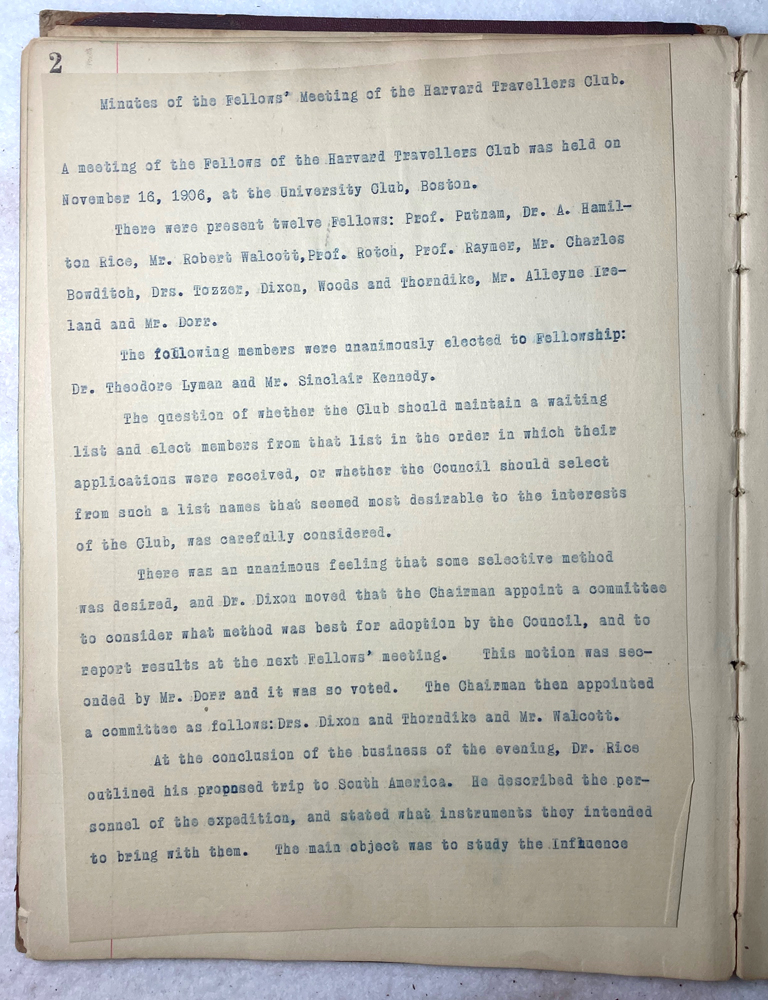 2
Minutes of the Fellows' Meeting of the Harvard Travellers Club.
A meeting of the Fellows of the Harvard Travellers Club was held on
November 16, 1906, at the University Club, Boston.
There were present twelve Fellows: Prof. Putnam, Dr. A. Hamil-
ton Rice, Mr. Robert Walcott,Prof. Rotch, Prof. Raymer, Mr. Charles
Bowditch, Drs. Tozzer, Dixon, Woods and Thorndike, Mr. Alleyne Ire-
land and Mr. Dorr.
The following members were unanimously elected to Fellowship:
Dr. Theodore Lyman and Mr. Sinclair Kennedy.
The question of whether the Club should maintain a waiting
list and elect members from that list in the order in which their
applications were received, or whether the Council should select
from such a list names that seemed most desirable to the interests
of the Club, was carefully considered.
There was an unanimous feeling that some selective method
was desired, and Dr. Dixon moved that the Chairman appoint a committee
to consider what method was best for adoption by the Council, and to
report results at the next Fellows' meeting. This motion was sec-
onded by Mr. Dorr and it was so voted. The Chairman then appointed
a committee as follows:Drs. Dixon and Thorndike and Mr. Walcott.
At the conclusion of the business of the evening, Dr. Rice
outlined his proposed trip to South America. He described the per-
sonnel of the expedition, and stated what instruments they intended
to bring with them. The main object was to study the Influence